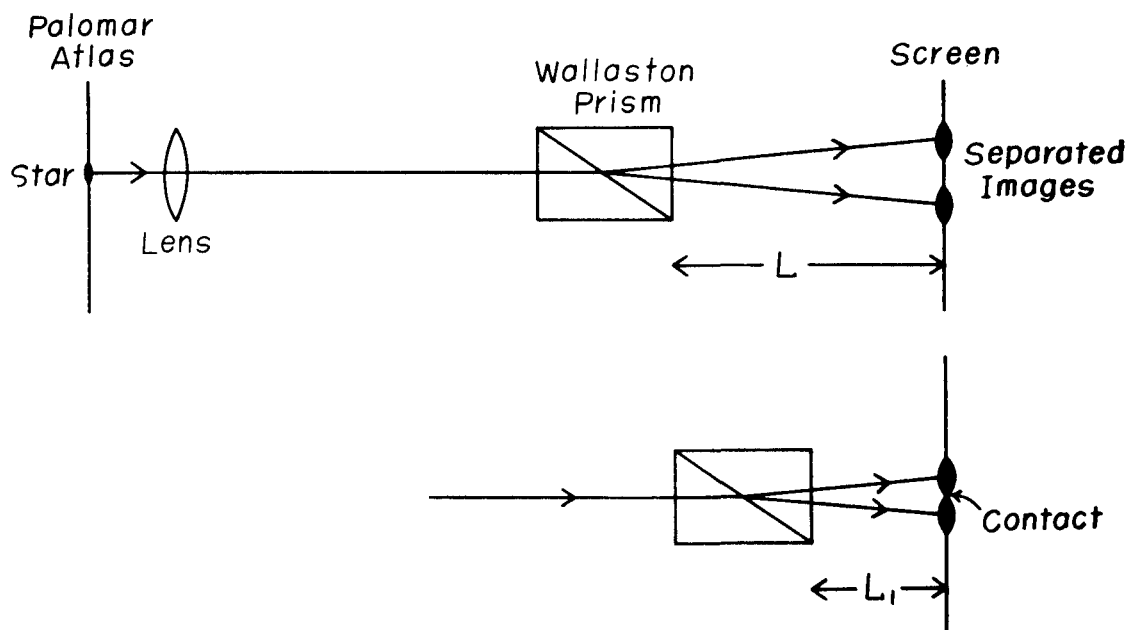 Palomar
Atlas
Wallaston
Prism
Screen
Star
Lens
Separated
Images
L
Contact
L₁